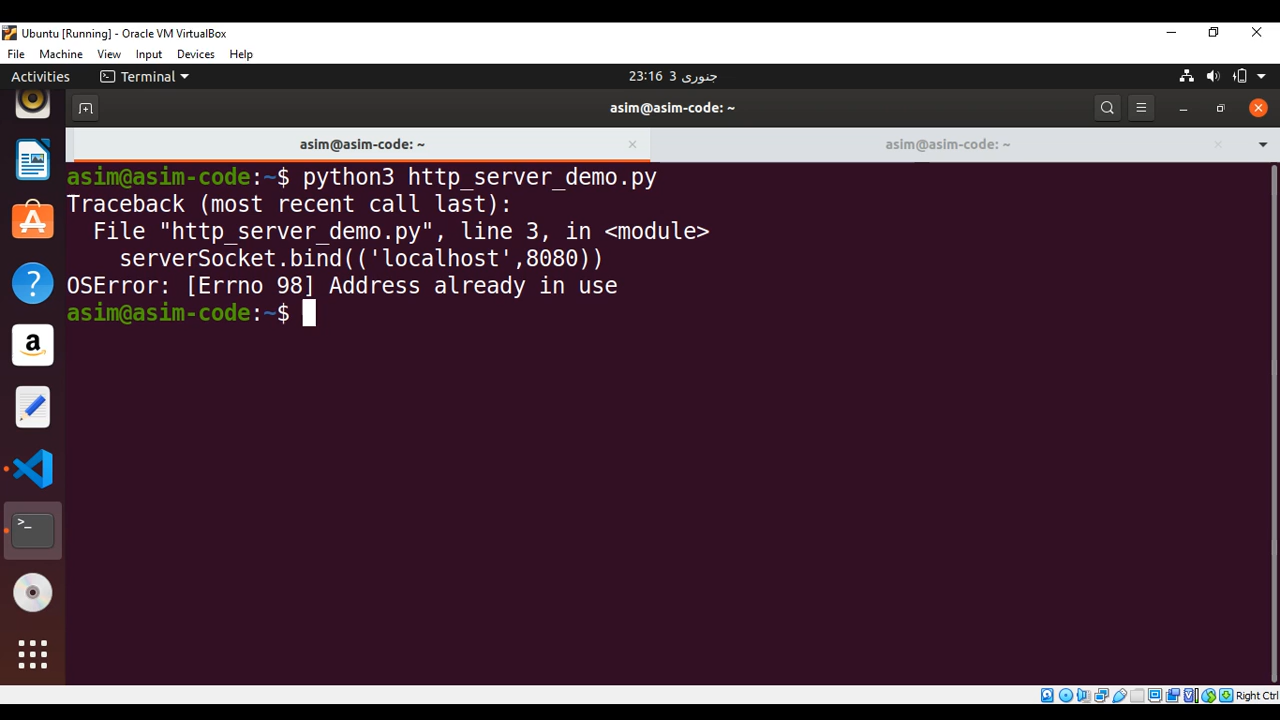 Ubuntu [Running] - Oracle VM VirtualBox
File Machine View Input Devices Help
Activities Terminal 23:16 3 جنوری
asim@asim-code: ~
asim@asim-code: ~ asim@asim-code: ~
asim@asim-code:~$ python3 http_server_demo.py
Traceback (most recent call last):
  File "http_server_demo.py", line 3, in <module>
    serverSocket.bind(('localhost',8080))
OSError: [Errno 98] Address already in use
asim@asim-code:~$
Right Ctrl